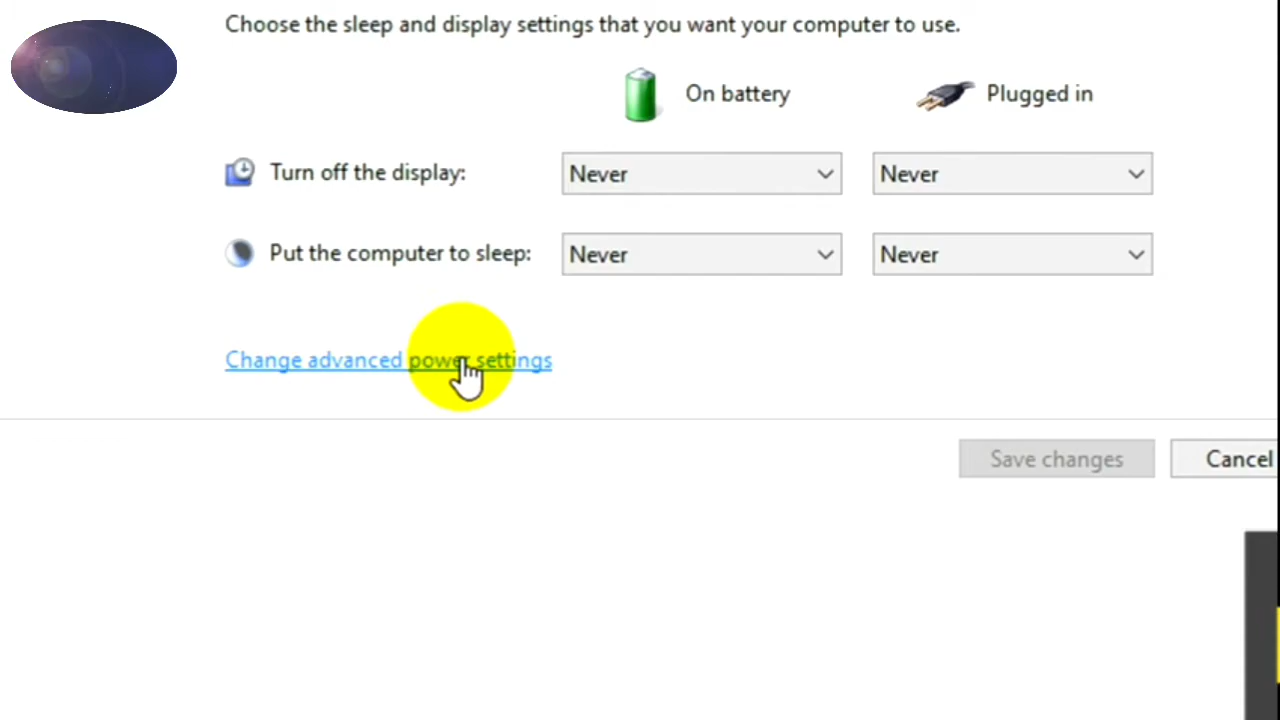 Choose the sleep and display settings that you want your computer to use.
On battery
Plugged in
Turn off the display:
Never
Never
Put the computer to sleep:
Never
Never
Change advanced power settings
Save changes
Cancel